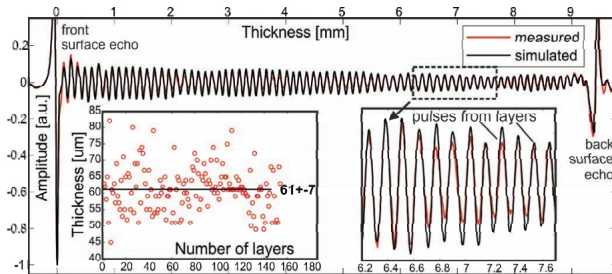 Thickness [mm]
0 1 2 3 4 5 6 7 8 9
front
surface echo
measured
simulated
0.2
0
-0.2
-0.4
-0.6
-0.8
-1
Amplitude [a.u.]
85
80
75
70
65
60
55
50
45
40
Thickness [um]
61+-7
Number of layers
0 20 40 60 80 100 120 140 160 180
pulses from layers
6.2 6.4 6.6 6.8 7 7.2 7.4 7.6
back
surface
echo